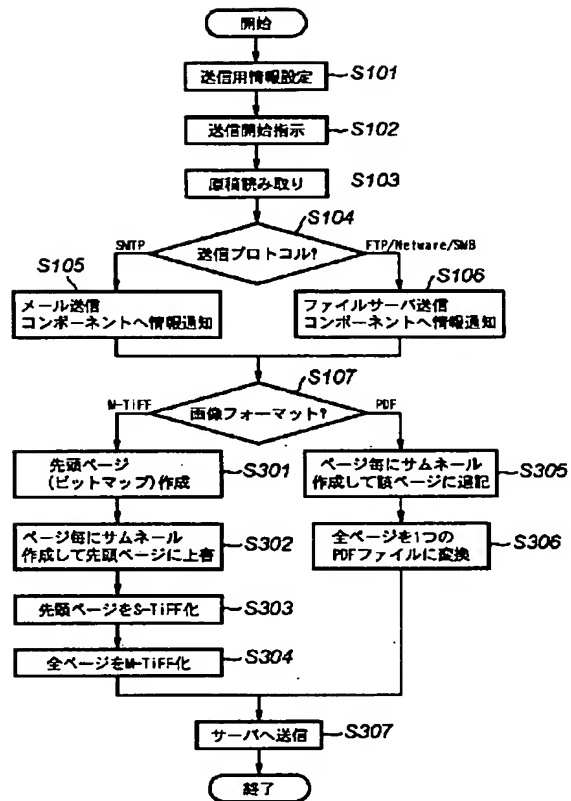 開始
送信用情報設定
S101
送信開始指示
S102
原稿読み取り
S103
S104
SMTP
送信プロトコル?
FTP/Netware/SMB
S105
S106
メール送信
コンポーネントへ情報通知
ファイルサーバ送信
コンポーネントへ情報通知
S107
M-TiFF
画像フォーマット?
PDF
先頭ページ
(ビットマップ)作成
S301
ページ毎にサムネール
作成して該ページに追記
S305
ページ毎にサムネール
作成して先頭ページに上書
S302
全ページを1つの
PDFファイルに変換
S306
先頭ページをS-TiFF化
S303
全ページをM-TiFF化
S304
サーバへ送信
S307
終了